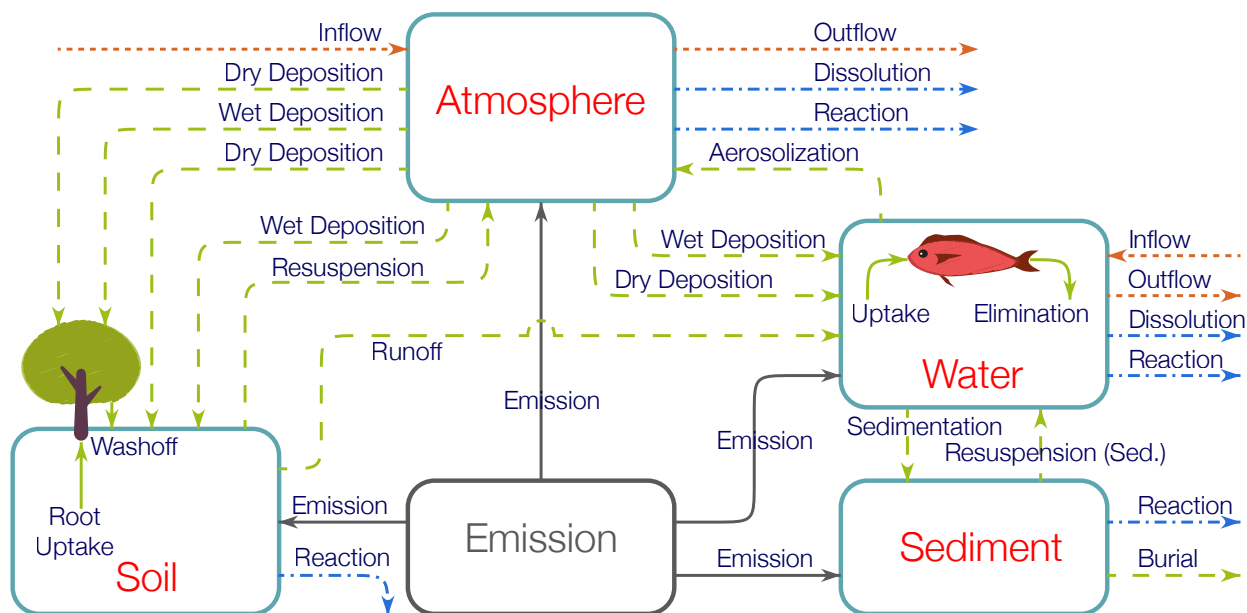 Inflow
Outflow
Dry Deposition
Dissolution
Atmosphere
Wet Deposition
Reaction
Dry Deposition
Aerosolization
Wet Deposition
Resuspension
Wet Deposition
Dry Deposition
Inflow
Outflow
Uptake
Elimination
Dissolution
Runoff
Reaction
Water
Emission
Sedimentation
Washoff
Emission
Resuspension (Sed.)
Root
Uptake
Emission
Emission
Reaction
Sediment
Reaction
Emission
Burial
Soil